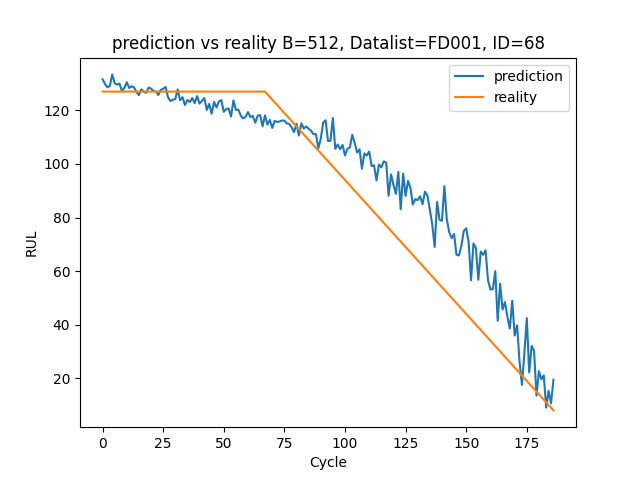 prediction vs reality B=512, Datalist=FD001, ID=68
prediction
reality
RUL
120
100
80
60
40
20
0 25 50 75 100 125 150 175
Cycle